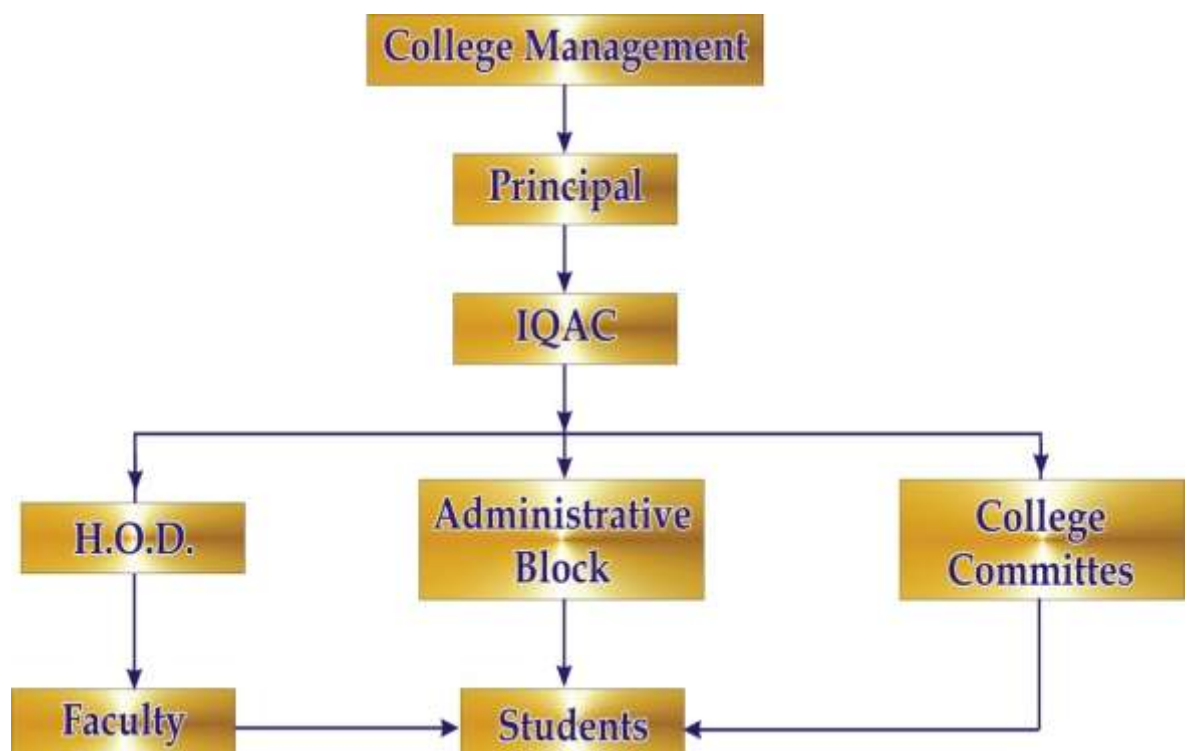 College Management
Principal
IQAC
H.O.D.
Administrative
Block
College
Committes
Faculty
Students